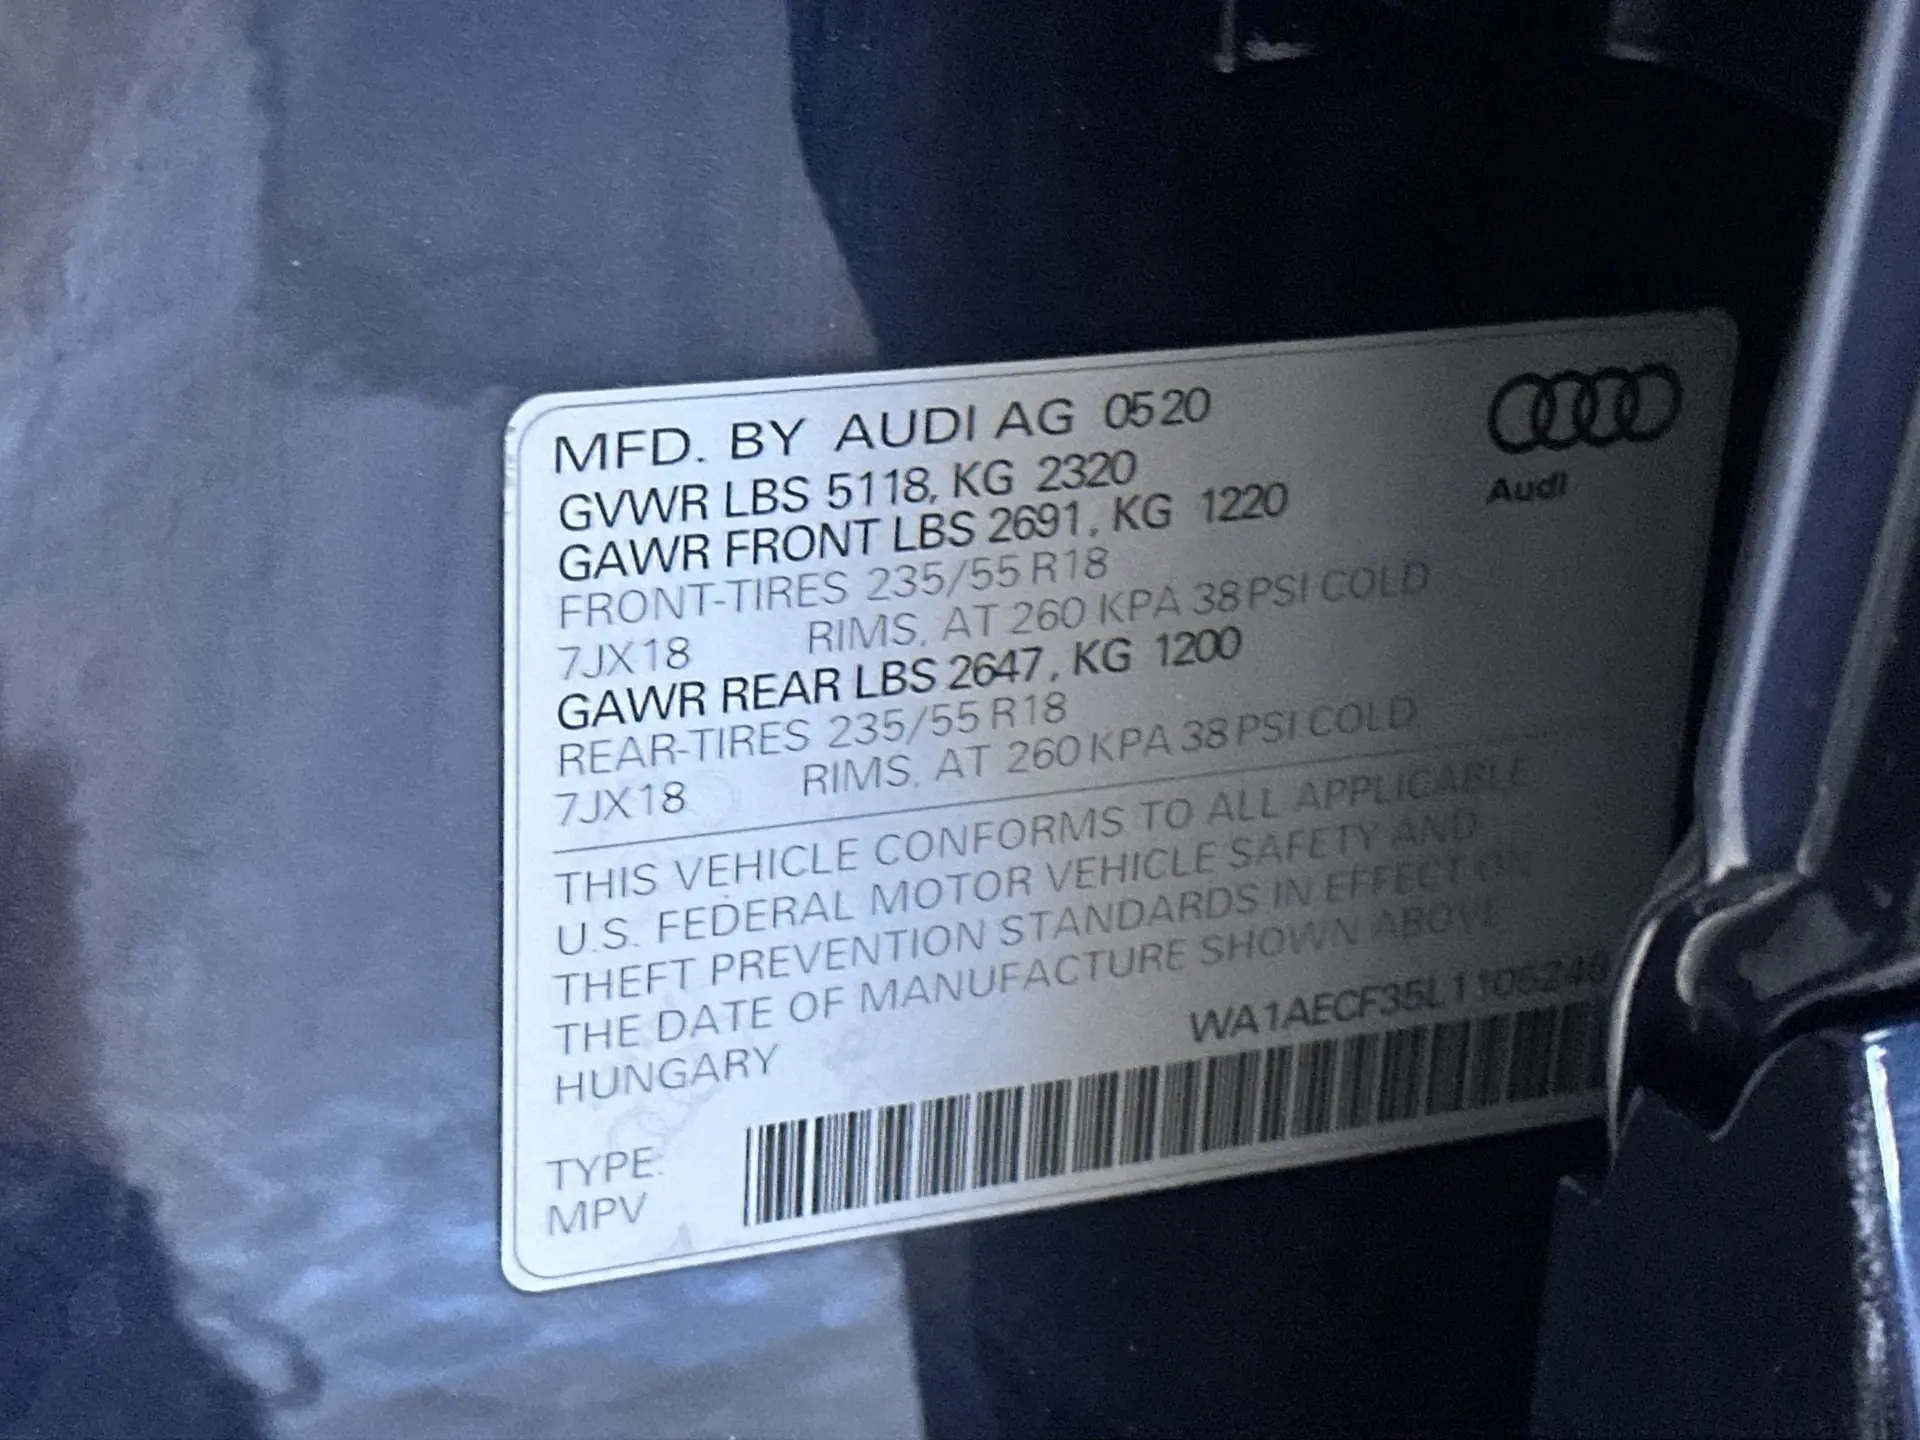 MFD. BY AUDI AG 0520
GVWR LBS 5118, KG 2320
GAWR FRONT LBS 2691, KG 1220
FRONT-TIRES 235/55 R18
7JX18 RIMS, AT 260 KPA 38 PSI COLD
GAWR REAR LBS 2647, KG 1200
REAR-TIRES 235/55 R18
7JX18 RIMS, AT 260 KPA 38 PSI COLD
Audi
THIS VEHICLE CONFORMS TO ALL APPLICABLE
U.S. FEDERAL MOTOR VEHICLE SAFETY AND
THEFT PREVENTION STANDARDS IN EFFECT ON
THE DATE OF MANUFACTURE SHOWN ABOVE
HUNGARY
TYPE:
MPV